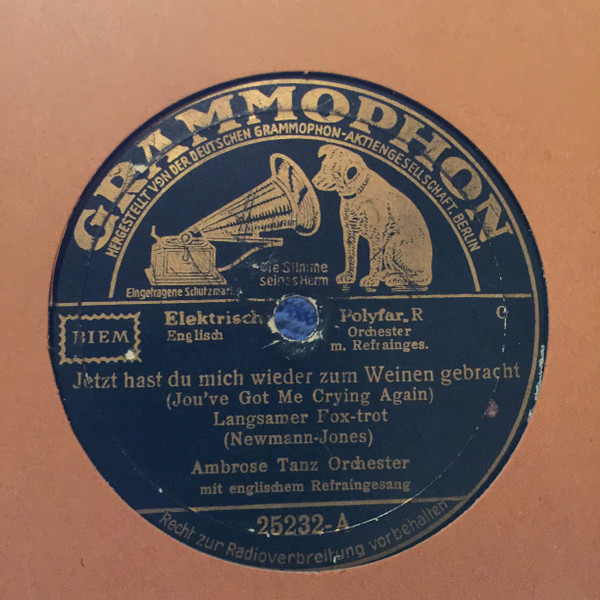 GRAMMOPHON
HERGESTELLT VON DER DEUTSCHEN GRAMMOPHON-AKTIENGESELLSCHAFT, BERLIN
Die Stimme
seines Herrn
Eingetragene Schutzmarke
BIEM
Elektrisch
Englisch
Polyfar, R
Orchester
m. Refrainges.
C
Jetzt hast du mich wieder zum Weinen gebracht
(Jou've Got Me Crying Again)
Langsamer Fox-trot
(Newmann-Jones)
Ambrose Tanz Orchester
mit englischem Refraingesang
25232-A
Recht zur Radioverbreitung vorbehalten